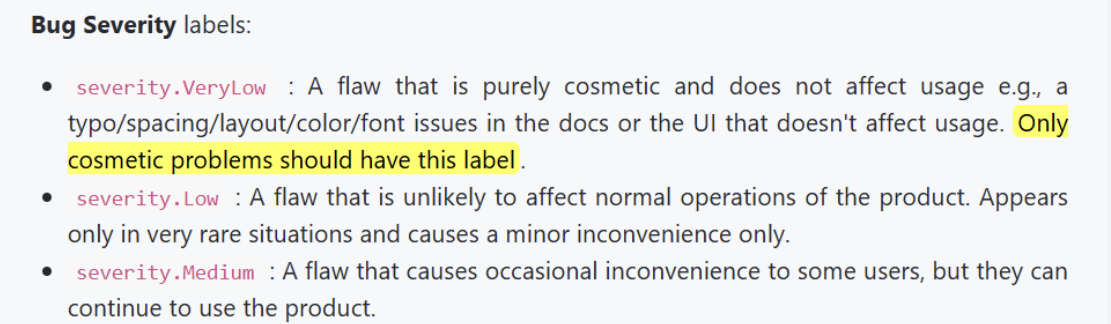 Bug Severity labels:
• severity.VeryLow : A flaw that is purely cosmetic and does not affect usage e.g., a
typo/spacing/layout/color/font issues in the docs or the UI that doesn't affect usage. Only
cosmetic problems should have this label.
• severity.Low : A flaw that is unlikely to affect normal operations of the product. Appears
only in very rare situations and causes a minor inconvenience only.
• severity.Medium : A flaw that causes occasional inconvenience to some users, but they can
continue to use the product.